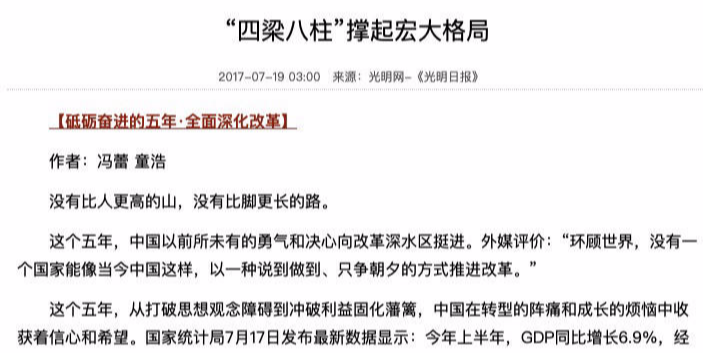 “四梁八柱”撑起宏大格局
2017-07-19 03:00 来源：光明网-《光明日报》
【砥砺奋进的五年·全面深化改革】
作者：冯蕾 童浩
没有比人更高的山，没有比脚更长的路。
这个五年，中国以前所未有的勇气和决心向改革深水区挺进。外媒评价：“环顾世界，没有一
个国家能像当今中国这样，以一种说到做到、只争朝夕的方式推进改革。”
这个五年，从打破思想观念障碍到冲破利益固化藩篱，中国在转型的阵痛和成长的烦恼中收
获着信心和希望。国家统计局7月17日发布最新数据显示：今年上半年，GDP同比增长6.9%，经